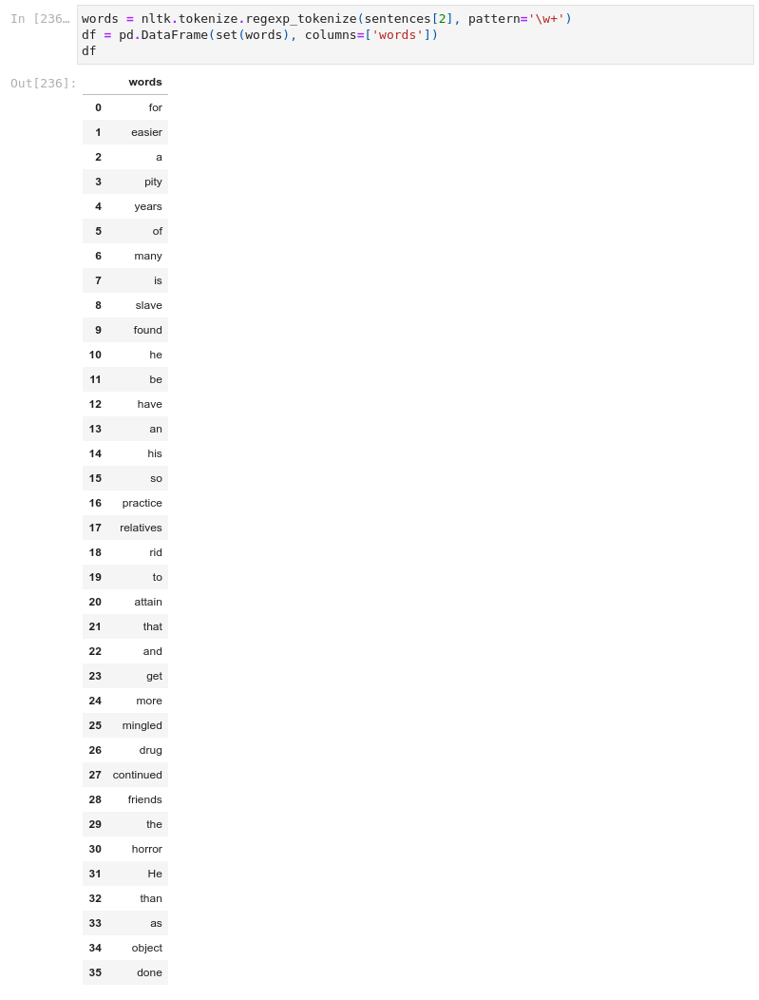 In [236… words = nltk.tokenize.regexp_tokenize(sentences[2], pattern='\w+')
df = pd.DataFrame(set(words), columns=['words'])
df
Out[236]: words
0 for
1 easier
2 a
3 pity
4 years
5 of
6 many
7 is
8 slave
9 found
10 he
11 be
12 have
13 an
14 his
15 so
16 practice
17 relatives
18 rid
19 to
20 attain
21 that
22 and
23 get
24 more
25 mingled
26 drug
27 continued
28 friends
29 the
30 horror
31 He
32 than
33 as
34 object
35 done